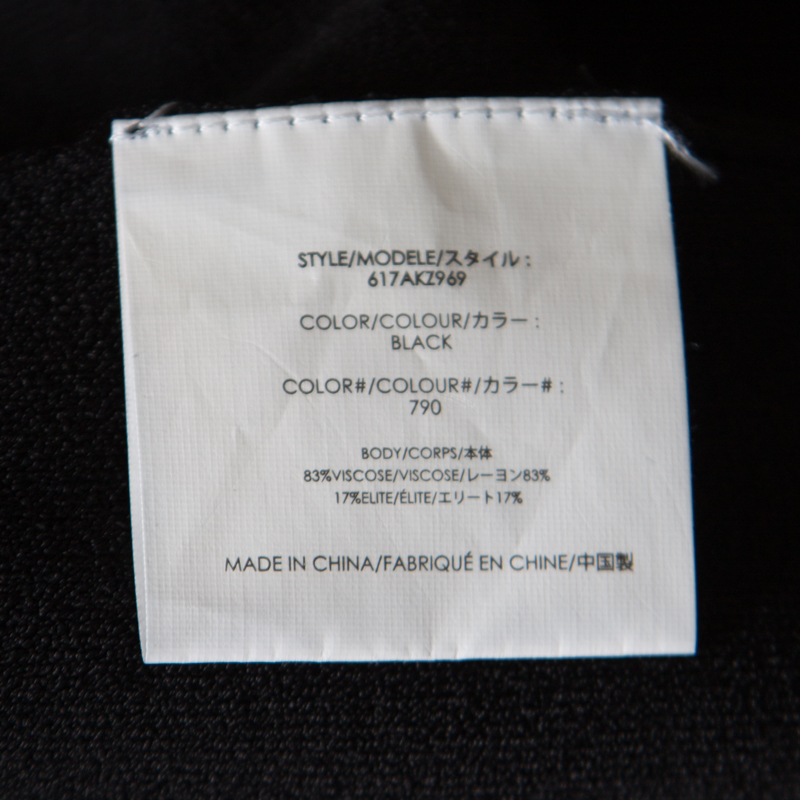 STYLE/MODELE/スタイル :
617AKZ969
COLOR/COLOUR/カラー :
BLACK
COLOR#/COLOUR#/カラー# :
790
BODY/CORPS/本体
83%VISCOSE/VISCOSE/レーヨン83%
17%ELITE/ÉLITE/エリート17%
MADE IN CHINA/FABRIQUÉ EN CHINE/中国製